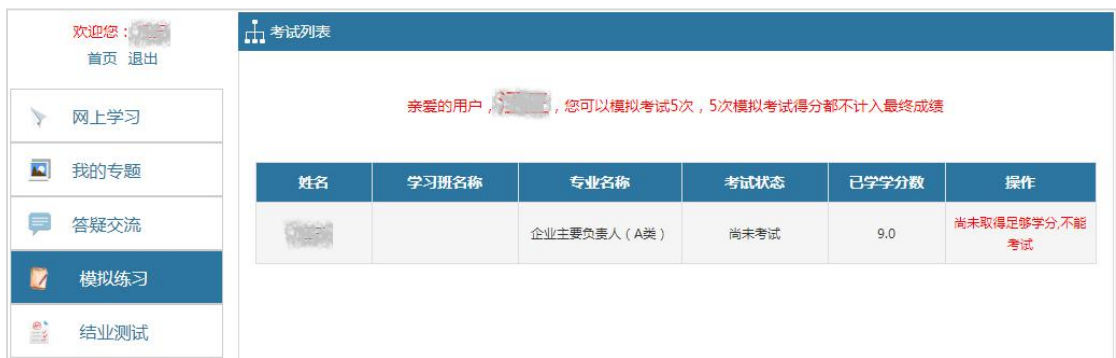 欢迎您：
首页 退出
网上学习
我的专题
答疑交流
模拟练习
结业测试
考试列表
亲爱的用户，，您可以模拟考试5次，5次模拟考试得分都不计入最终成绩
姓名 学习班名称 专业名称 考试状态 已学学分数 操作
企业主要负责人（A类） 尚未考试 9.0 尚未取得足够学分,不能
考试